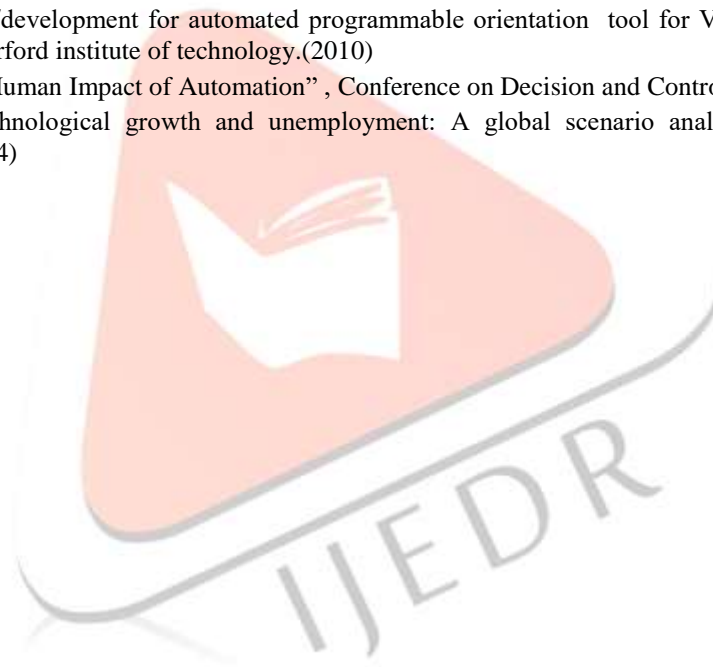 development for automated programmable orientation tool for V
rford institute of technology.(2010)
uman Impact of Automation” , Conference on Decision and Contro
hnological growth and unemployment: A global scenario anal
4)
IJEDR